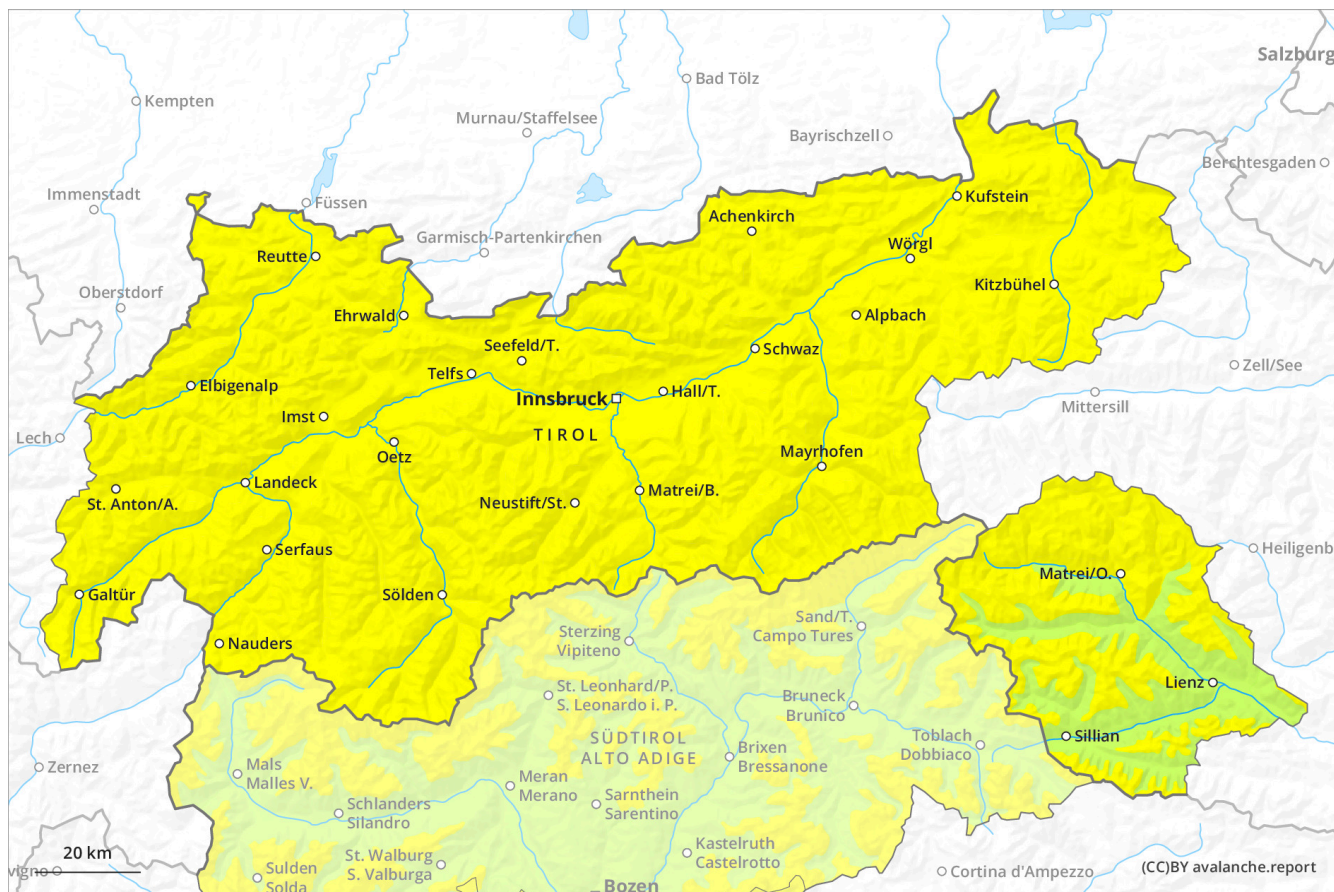 Salzburg
Bad Tölz
Kempten
Murnau/Staffelsee
Bayrischzell
Berchtesgaden
Immenstadt
Füssen
Kufstein
Achenkirch
Garmisch-Partenkirchen
Wörgl
Reutte
Oberstdorf
Kitzbühel
Ehrwald
Alpbach
Seefeld/T.
Schwaz
Zell/See
Telfs
Elbigenalp
Hall/T.
Innsbruck
Mittersill
Imst
TIROL
Lech
Oetz
Mayrhofen
Landeck
Matrei/B.
St. Anton/A.
Neustift/St.
Serfaus
Heiligenb
Matrei/O.
Galtür
Sölden
Sand/T.
Campo Tures
Sterzing
Vipiteno
Nauders
Lienz
St. Leonhard/P.
S. Leonardo i. P.
Bruneck
Brunico
Sillian
SÜDTIROL
ALTO ADIGE
Toblach
Dobbiaco
Brixen
Bressanone
Zernez
Mals
Malles V.
Meran
Merano
Schlanders
Silandro
Sarnthein
Sarentino
20 km
St. Walburg
S. Valburga
Kastelruth
Castelrotto
vigno
Sulden
Solda
Cortina d'Ampezzo
(CC)BY avalanche.report
Bozen